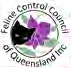 Feline Control Council
of Queensland Inc